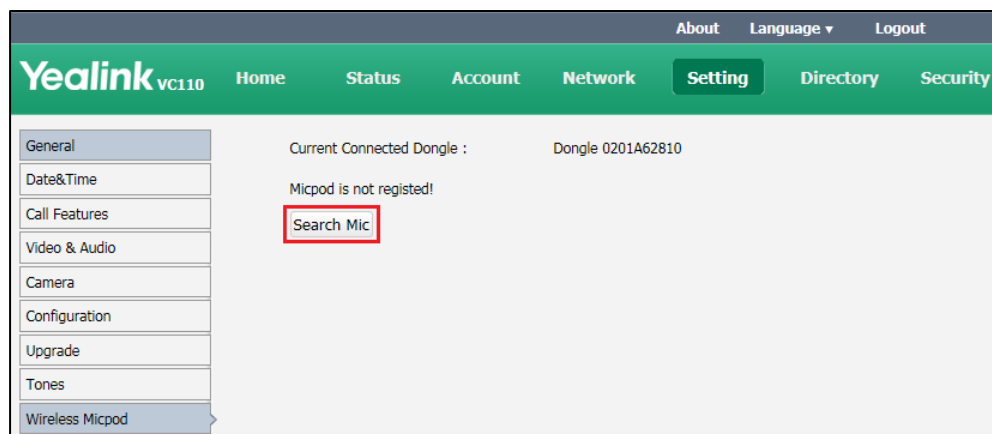 About Language ▾ Logout
Yealink VC110 Home Status Account Network Setting Directory Security
General
Current Connected Dongle : Dongle 0201A62810
Date&Time
Micpod is not registed!
Call Features
Search Mic
Video & Audio
Camera
Configuration
Upgrade
Tones
Wireless Micpod